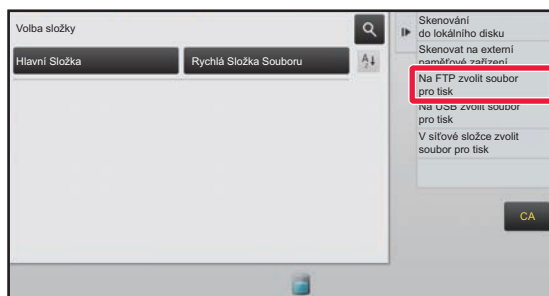 Volba složky
Hlavní Složka
Rychlá Složka Souboru
Skenování
do lokálního disku
Skenovat na externí
paměťové zařízení
Na FTP zvolit soubor
pro tisk
Na USB zvolit soubor
pro tisk
V síťové složce zvolit
soubor pro tisk
CA